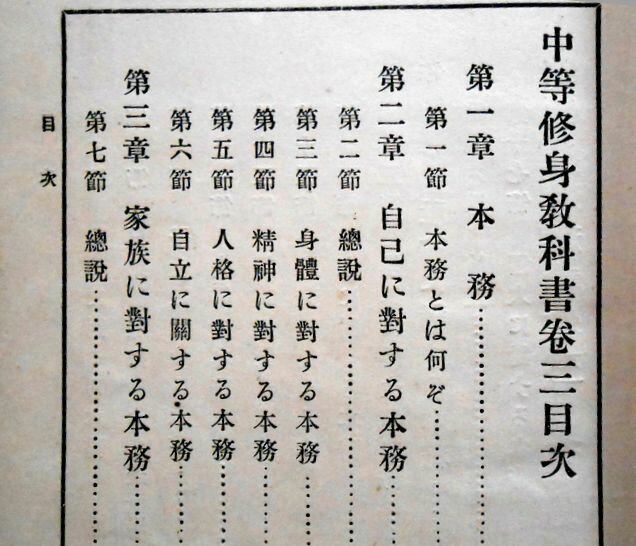 中等修身敎科書卷三目次
第一章 本務……………
第一節 本務とは何ぞ……………
第二章 自己に對する本務……………
第二節 總說……………
第三節 身體に對する本務……………
第四節 精神に對する本務……………
第五節 人格に對する本務……………
第六節 自立に關する本務……………
第三章 家族に對する本務……………
第七節 總說……………
目次